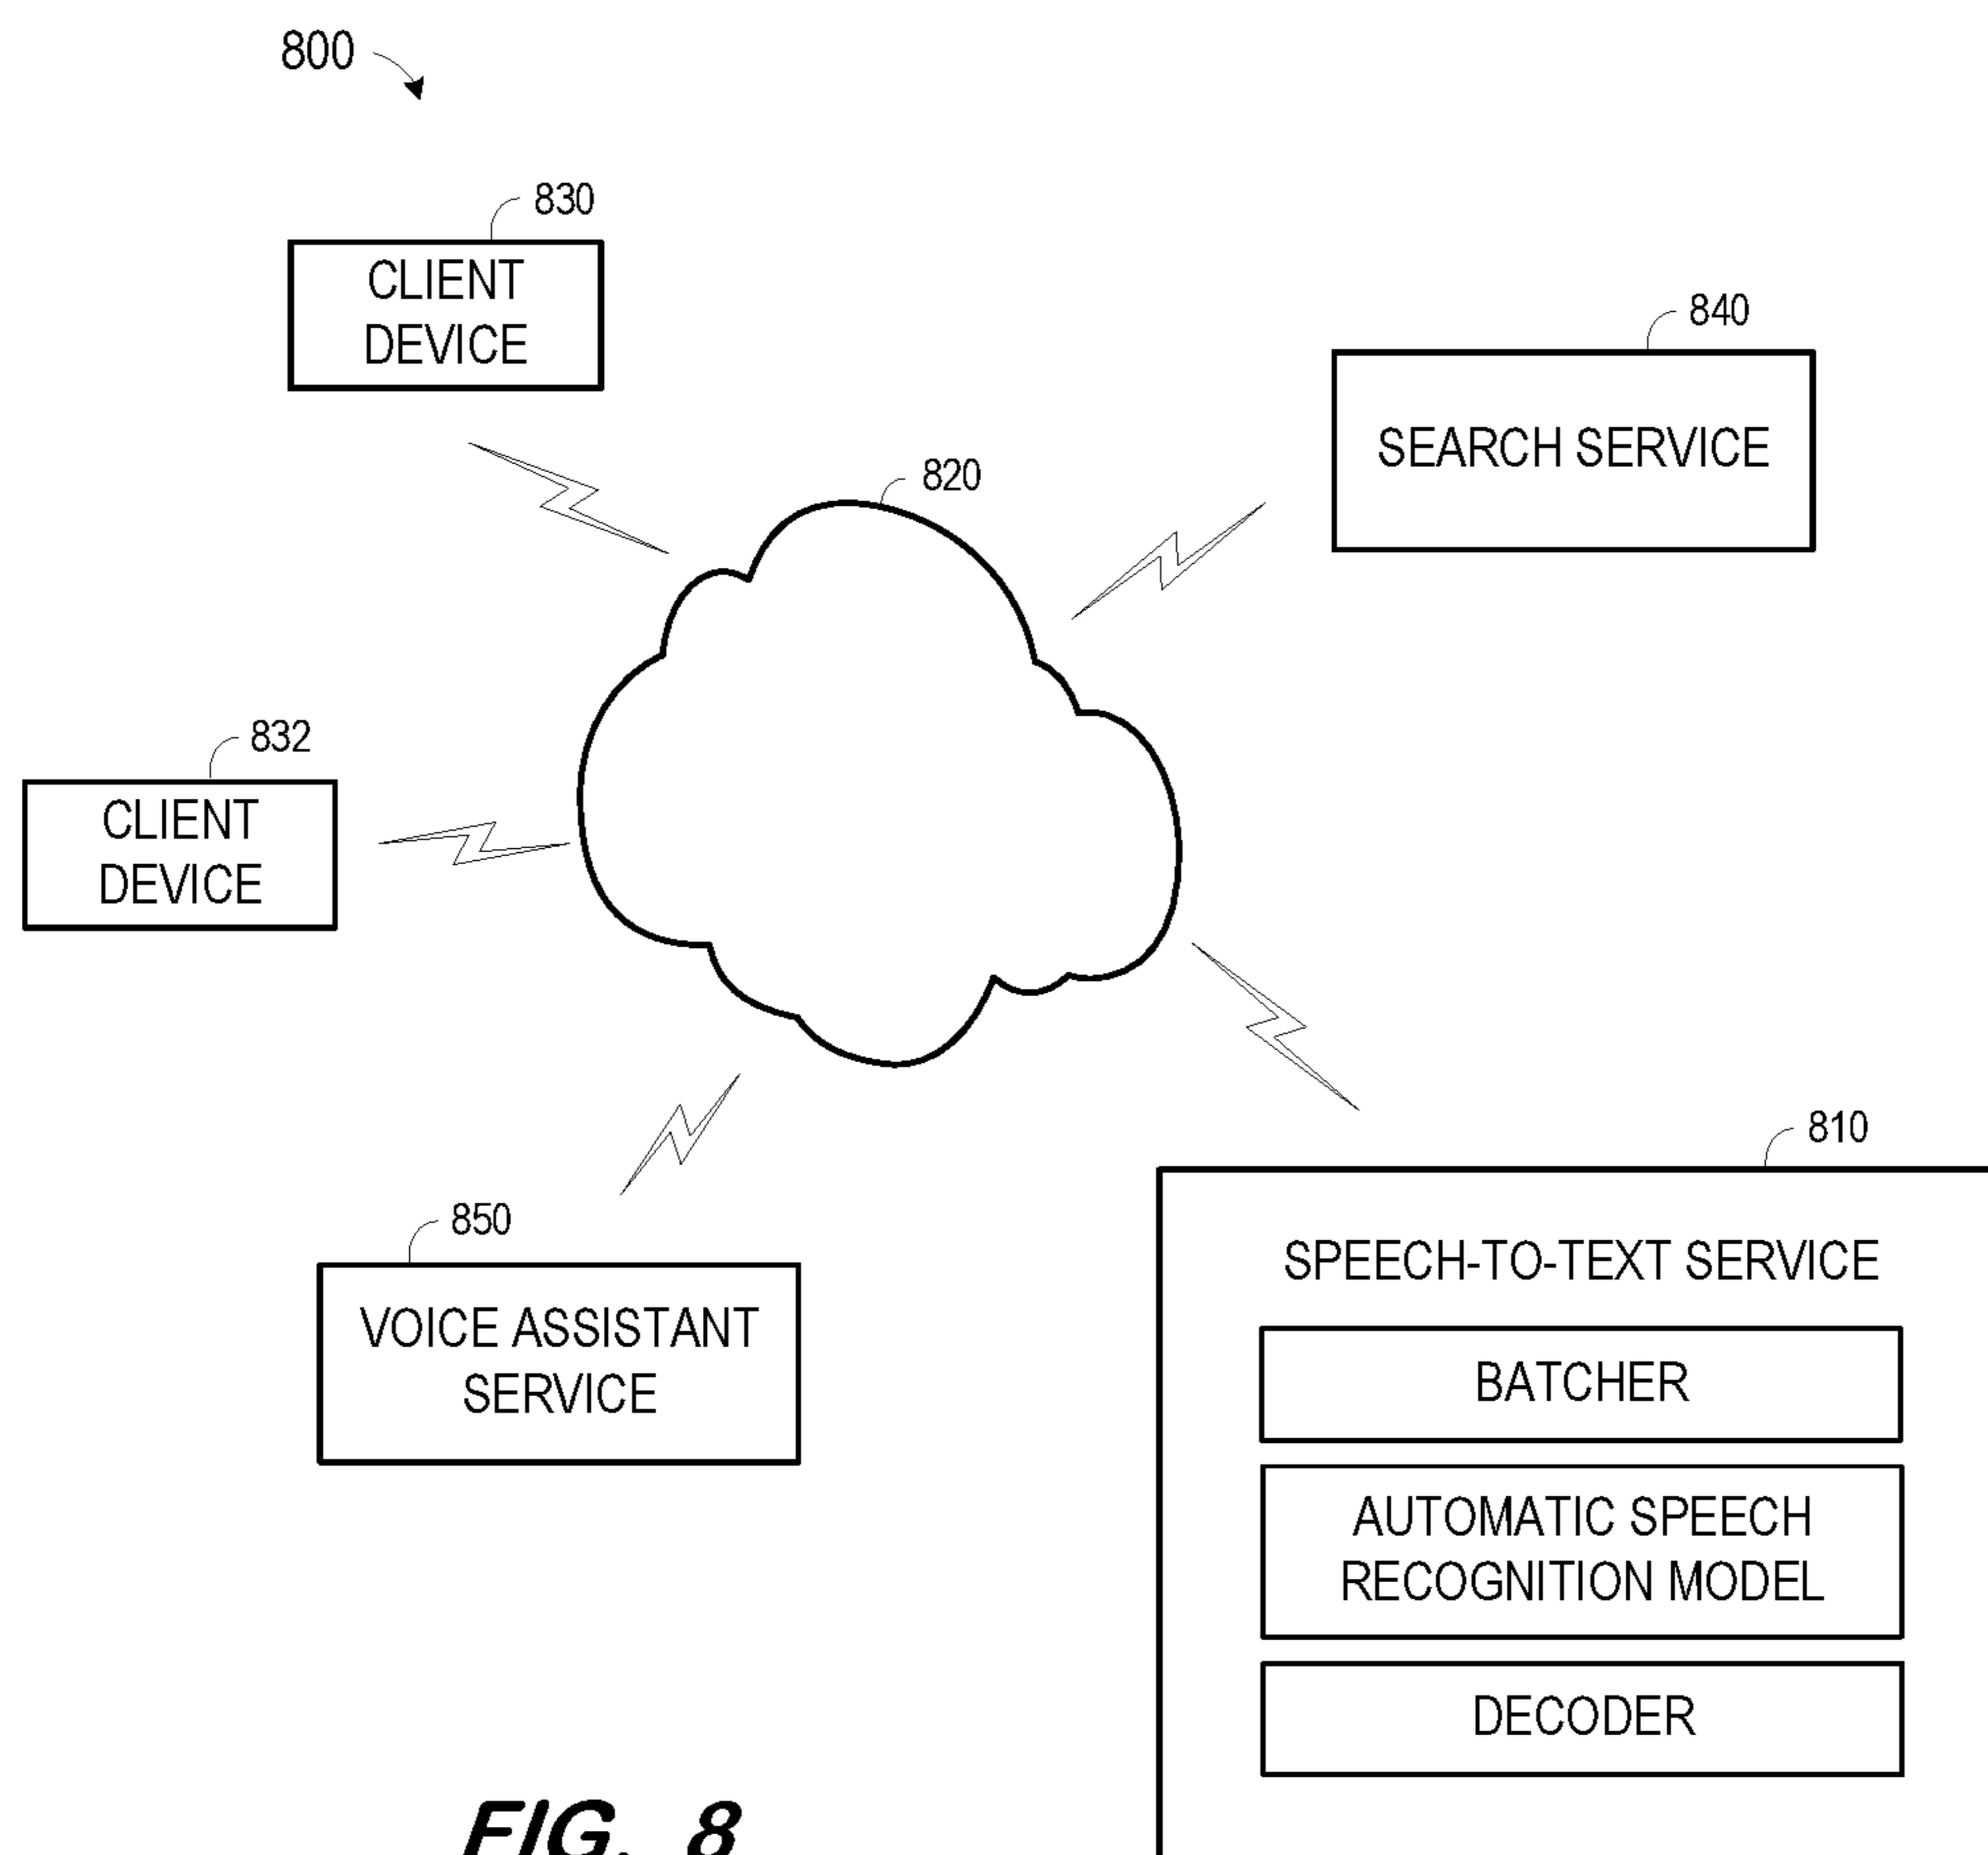 800
830
CLIENT
DEVICE
840
SEARCH SERVICE
820
832
CLIENT
DEVICE
810
850
VOICE ASSISTANT
SERVICE
SPEECH-TO-TEXT SERVICE
BATCHER
AUTOMATIC SPEECH
RECOGNITION MODEL
DECODER
FIG. 8